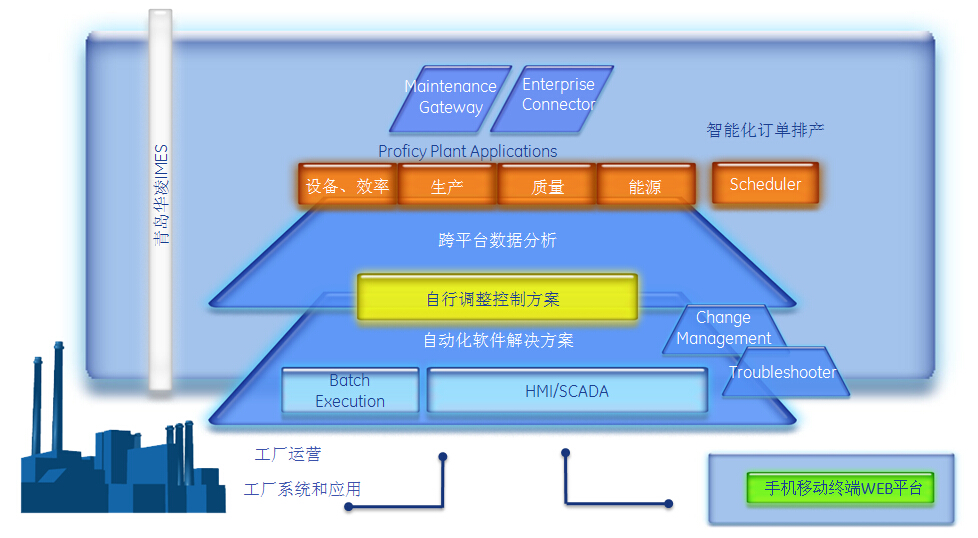 Maintenance
Gateway
Enterprise
Connector
智能化订单排产
Proficy Plant Applications
设备、效率
生产
质量
能源
Scheduler
青岛华凌IMES
跨平台数据分析
自行调整控制方案
Change
Management
自动化软件解决方案
Troubleshooter
Batch
Execution
HMI/SCADA
工厂运营
工厂系统和应用
手机移动终端WEB平台